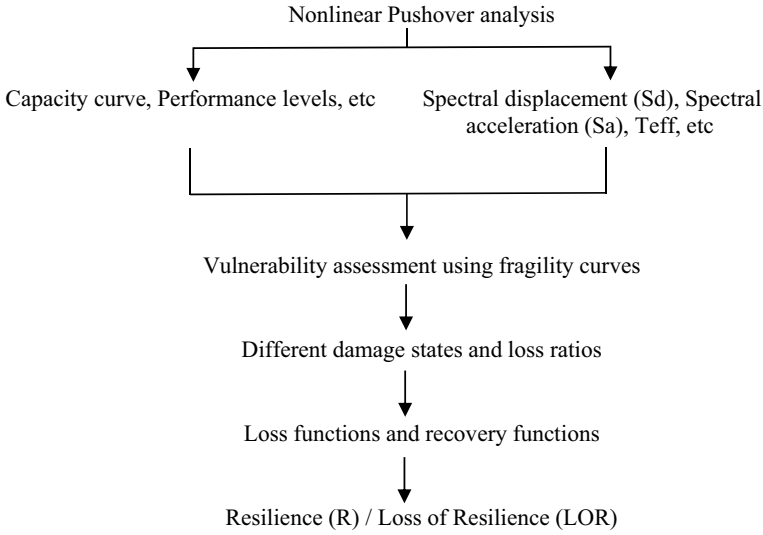 Nonlinear Pushover analysis
Capacity curve, Performance levels, etc
Spectral displacement (Sd), Spectral
acceleration (Sa), Teff, etc
Vulnerability assessment using fragility curves
Different damage states and loss ratios
Loss functions and recovery functions
Resilience (R) / Loss of Resilience (LOR)